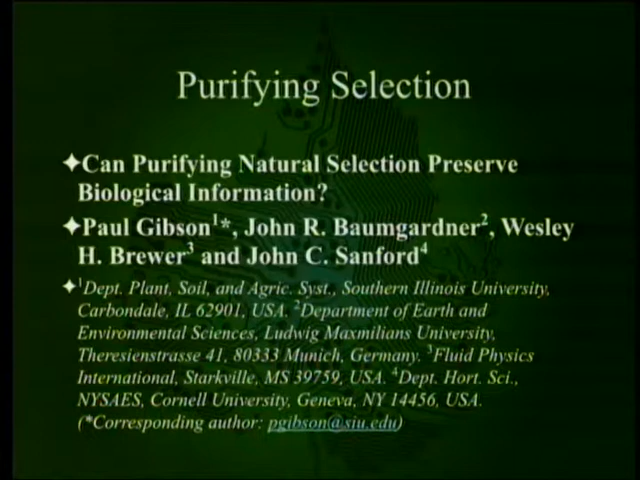 Purifying Selection
✦Can Purifying Natural Selection Preserve
Biological Information?
✦Paul Gibson¹*, John R. Baumgardner², Wesley
H. Brewer³ and John C. Sanford⁴
✦¹Dept. Plant, Soil, and Agric. Syst., Southern Illinois University,
Carbondale, IL 62901, USA. ²Department of Earth and
Environmental Sciences, Ludwig Maxmilians University,
Theresienstrasse 41, 80333 Munich, Germany. ³Fluid Physics
International, Starkville, MS 39759, USA. ⁴Dept. Hort. Sci.,
NYSAES, Cornell University, Geneva, NY 14456, USA.
(*Corresponding author: pgibson@siu.edu)